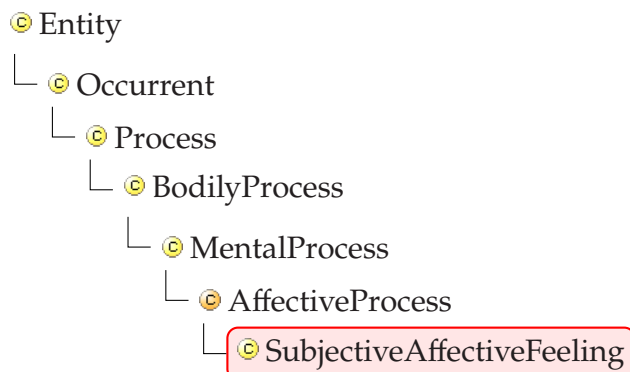 © Entity
© Occurrent
© Process
© BodilyProcess
© MentalProcess
© AffectiveProcess
© SubjectiveAffectiveFeeling